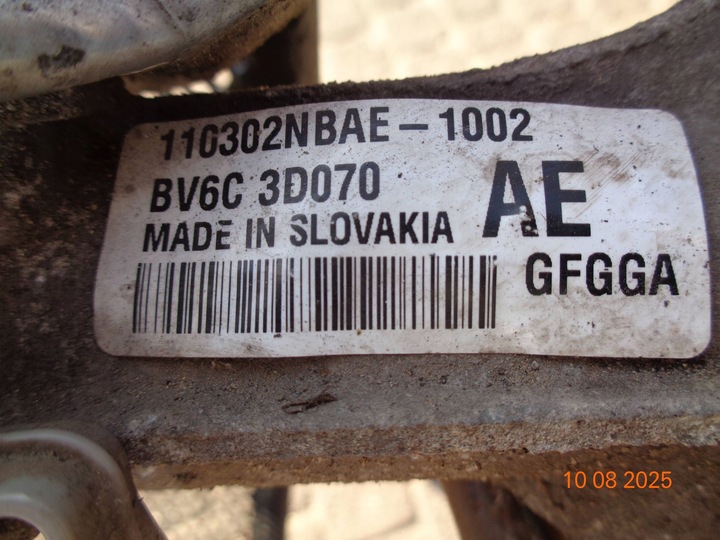 110302NBAE-1002
BV6C 3D070
AE
MADE IN SLOVAKIA
GFGGA
10 08 2025